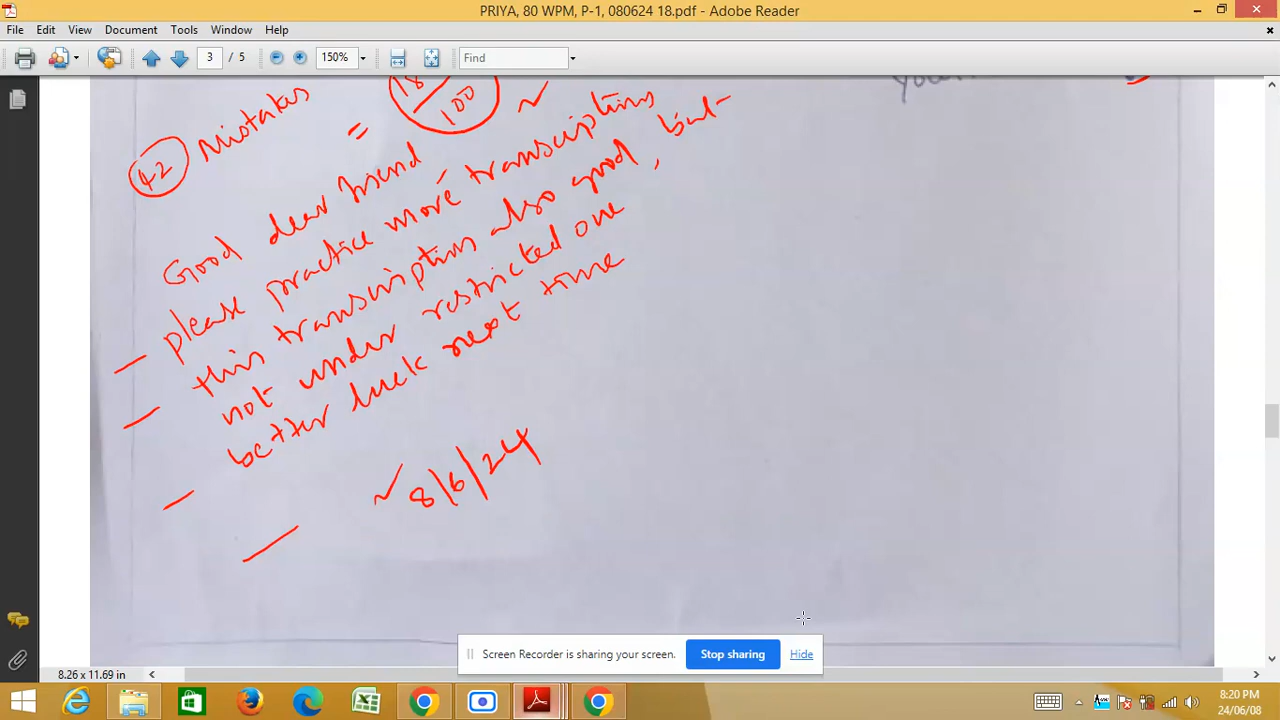 PRIYA, 80 WPM, P-1, 080624 18.pdf - Adobe Reader
File Edit View Document Tools Window Help
3 / 5 150% Find
42 Mistakes = 18/100
Good dear friend
please practice more transcriptions
this transcription also good, but
not under restricted one
better luck next time
8/6/24
Screen Recorder is sharing your screen. Stop sharing Hide
8.26 x 11.69 in
8:20 PM
24/06/08